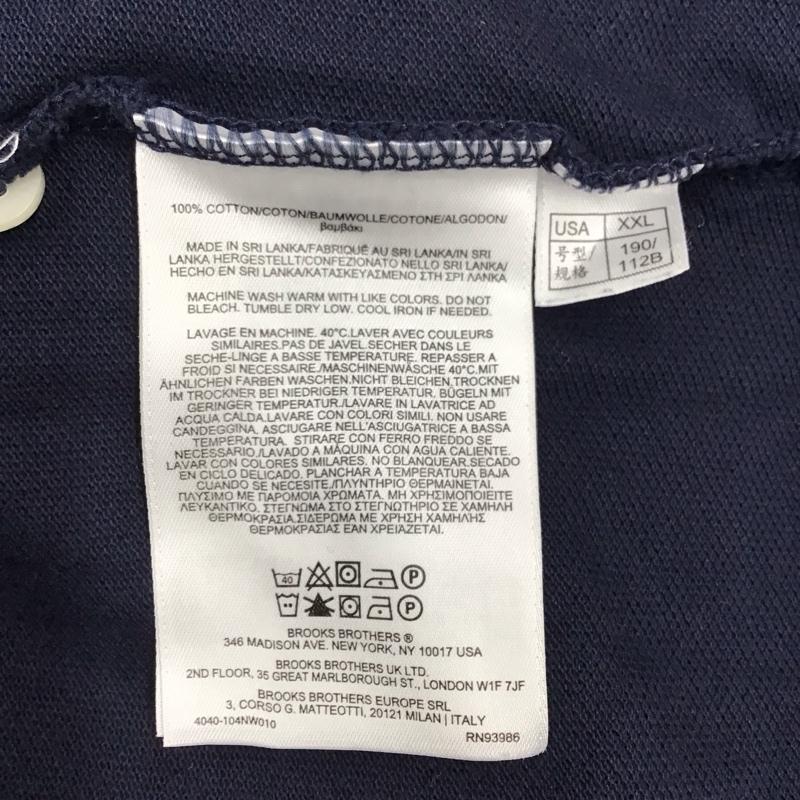 100% COTTON/COTON/BAUMWOLLE/COTONE/ALGODON/
βαμβάκι
MADE IN SRI LANKA/FABRIQUÉ AU SRI LANKA/IN SRI
LANKA HERGESTELLT/CONFEZIONATO NELLO SRI LANKA/
HECHO EN SRI LANKA/ΚΑΤΑΣΚΕΥΑΣΜΕΝΟ ΣΤΗ ΣΡΙ ΛΑΝΚΑ
MACHINE WASH WARM WITH LIKE COLORS. DO NOT
BLEACH. TUMBLE DRY LOW. COOL IRON IF NEEDED.
LAVAGE EN MACHINE. 40°C.LAVER AVEC COULEURS
SIMILAIRES.PAS DE JAVEL.SECHER DANS LE
SECHE-LINGE A BASSE TEMPERATURE. REPASSER A
FROID SI NECESSAIRE./MASCHINENWÄSCHE 40°C.MIT
ÄHNLICHEN FARBEN WASCHEN.NICHT BLEICHEN.TROCKNEN
IM TROCKNER BEI NIEDRIGER TEMPERATUR. BÜGELN MIT
GERINGER TEMPERATUR./LAVARE IN LAVATRICE AD
ACQUA CALDA.LAVARE CON COLORI SIMILI. NON USARE
CANDEGGINA. ASCIUGARE NELL'ASCIUGATRICE A BASSA
TEMPERATURA. STIRARE CON FERRO FREDDO SE
NECESSARIO./LAVADO A MÁQUINA CON AGUA CALIENTE.
LAVAR CON COLORES SIMILARES. NO BLANQUEAR.SECADO
EN CICLO DELICADO. PLANCHAR A TEMPERATURA BAJA
CUANDO SE NECESITE./ΠΛΥΝΤΗΡΙΟ ΘΕΡΜΑΙΝΕΤΑΙ.
ΠΛΥΣΙΜΟ ΜΕ ΠΑΡΟΜΟΙΑ ΧΡΩΜΑΤΑ. ΜΗ ΧΡΗΣΙΜΟΠΟΙΕΙΤΕ
ΛΕΥΚΑΝΤΙΚΟ. ΣΤΕΓΝΩΜΑ ΣΤΟ ΣΤΕΓΝΩΤΗΡΙΟ ΣΕ ΧΑΜΗΛΗ
ΘΕΡΜΟΚΡΑΣΙΑ.ΣΙΔΕΡΩΜΑ ΜΕ ΧΡΗΣΗ ΧΑΜΗΛΗΣ
ΘΕΡΜΟΚΡΑΣΙΑΣ ΕΑΝ ΧΡΕΙΑΖΕΤΑΙ.
40 P
P
BROOKS BROTHERS ®
346 MADISON AVE. NEW YORK, NY 10017 USA
BROOKS BROTHERS UK LTD.
2ND FLOOR, 35 GREAT MARLBOROUGH ST., LONDON W1F 7JF
BROOKS BROTHERS EUROPE SRL
3, CORSO G. MATTEOTTI, 20121 MILAN | ITALY
4040-104NW010
RN93986
USA XXL
号型/ 190/
规格 112B